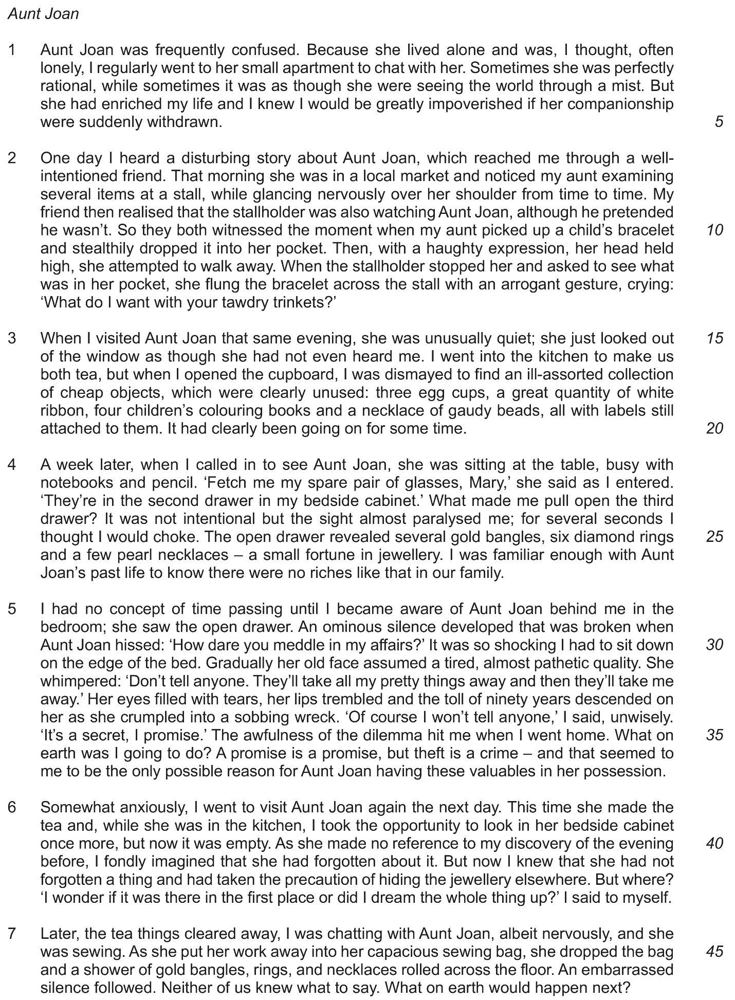 Aunt Joan
1 Aunt Joan was frequently confused. Because she lived alone and was, I thought, often
lonely, I regularly went to her small apartment to chat with her. Sometimes she was perfectly
rational, while sometimes it was as though she were seeing the world through a mist. But
she had enriched my life and I knew I would be greatly impoverished if her companionship
were suddenly withdrawn. 5
2 One day I heard a disturbing story about Aunt Joan, which reached me through a well-
intentioned friend. That morning she was in a local market and noticed my aunt examining
several items at a stall, while glancing nervously over her shoulder from time to time. My
friend then realised that the stallholder was also watching Aunt Joan, although he pretended
he wasn’t. So they both witnessed the moment when my aunt picked up a child’s bracelet 10
and stealthily dropped it into her pocket. Then, with a haughty expression, her head held
high, she attempted to walk away. When the stallholder stopped her and asked to see what
was in her pocket, she flung the bracelet across the stall with an arrogant gesture, crying:
‘What do I want with your tawdry trinkets?’
3 When I visited Aunt Joan that same evening, she was unusually quiet; she just looked out 15
of the window as though she had not even heard me. I went into the kitchen to make us
both tea, but when I opened the cupboard, I was dismayed to find an ill-assorted collection
of cheap objects, which were clearly unused: three egg cups, a great quantity of white
ribbon, four children’s colouring books and a necklace of gaudy beads, all with labels still
attached to them. It had clearly been going on for some time. 20
4 A week later, when I called in to see Aunt Joan, she was sitting at the table, busy with
notebooks and pencil. ‘Fetch me my spare pair of glasses, Mary,’ she said as I entered.
‘They’re in the second drawer in my bedside cabinet.’ What made me pull open the third
drawer? It was not intentional but the sight almost paralysed me; for several seconds I
thought I would choke. The open drawer revealed several gold bangles, six diamond rings 25
and a few pearl necklaces – a small fortune in jewellery. I was familiar enough with Aunt
Joan’s past life to know there were no riches like that in our family.
5 I had no concept of time passing until I became aware of Aunt Joan behind me in the
bedroom; she saw the open drawer. An ominous silence developed that was broken when
Aunt Joan hissed: ‘How dare you meddle in my affairs?’ It was so shocking I had to sit down 30
on the edge of the bed. Gradually her old face assumed a tired, almost pathetic quality. She
whimpered: ‘Don’t tell anyone. They’ll take all my pretty things away and then they’ll take me
away.’ Her eyes filled with tears, her lips trembled and the toll of ninety years descended on
her as she crumpled into a sobbing wreck. ‘Of course I won’t tell anyone,’ I said, unwisely.
‘It’s a secret, I promise.’ The awfulness of the dilemma hit me when I went home. What on 35
earth was I going to do? A promise is a promise, but theft is a crime – and that seemed to
me to be the only possible reason for Aunt Joan having these valuables in her possession.
6 Somewhat anxiously, I went to visit Aunt Joan again the next day. This time she made the
tea and, while she was in the kitchen, I took the opportunity to look in her bedside cabinet
once more, but now it was empty. As she made no reference to my discovery of the evening 40
before, I fondly imagined that she had forgotten about it. But now I knew that she had not
forgotten a thing and had taken the precaution of hiding the jewellery elsewhere. But where?
‘I wonder if it was there in the first place or did I dream the whole thing up?’ I said to myself.
7 Later, the tea things cleared away, I was chatting with Aunt Joan, albeit nervously, and she
was sewing. As she put her work away into her capacious sewing bag, she dropped the bag 45
and a shower of gold bangles, rings, and necklaces rolled across the floor. An embarrassed
silence followed. Neither of us knew what to say. What on earth would happen next?